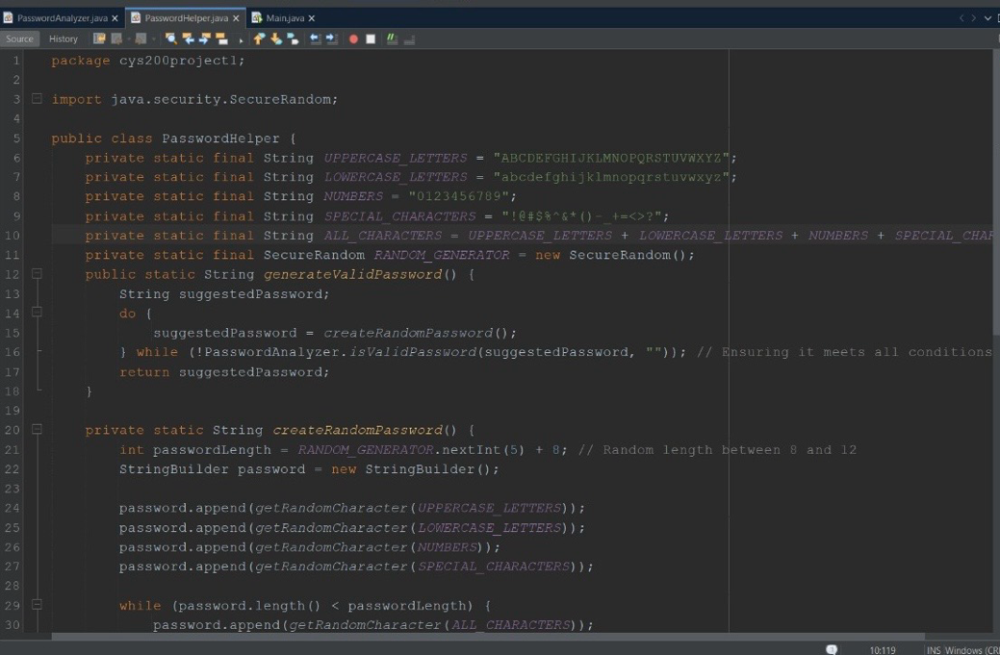 PasswordAnalyzer.java × PasswordHelper.java × Main.java ×
Source History
1 package cys200project1;
2
3 import java.security.SecureRandom;
4
5 public class PasswordHelper {
6 private static final String UPPERCASE_LETTERS = "ABCDEFGHIJKLMNOPQRSTUVWXYZ";
7 private static final String LOWERCASE_LETTERS = "abcdefghijklmnopqrstuvwxyz";
8 private static final String NUMBERS = "0123456789";
9 private static final String SPECIAL_CHARACTERS = "!@#$%^&*()-_+=<>?";
10 private static final String ALL_CHARACTERS = UPPERCASE_LETTERS + LOWERCASE_LETTERS + NUMBERS + SPECIAL_CHAR
11 private static final SecureRandom RANDOM_GENERATOR = new SecureRandom();
12 public static String generateValidPassword() {
13 String suggestedPassword;
14 do {
15 suggestedPassword = createRandomPassword();
16 } while (!PasswordAnalyzer.isValidPassword(suggestedPassword, "")); // Ensuring it meets all conditions
17 return suggestedPassword;
18 }
19
20 private static String createRandomPassword() {
21 int passwordLength = RANDOM_GENERATOR.nextInt(5) + 8; // Random length between 8 and 12
22 StringBuilder password = new StringBuilder();
23
24 password.append(getRandomCharacter(UPPERCASE_LETTERS));
25 password.append(getRandomCharacter(LOWERCASE_LETTERS));
26 password.append(getRandomCharacter(NUMBERS));
27 password.append(getRandomCharacter(SPECIAL_CHARACTERS));
28
29 while (password.length() < passwordLength) {
30 password.append(getRandomCharacter(ALL_CHARACTERS));
10:119 INS Windows (CR